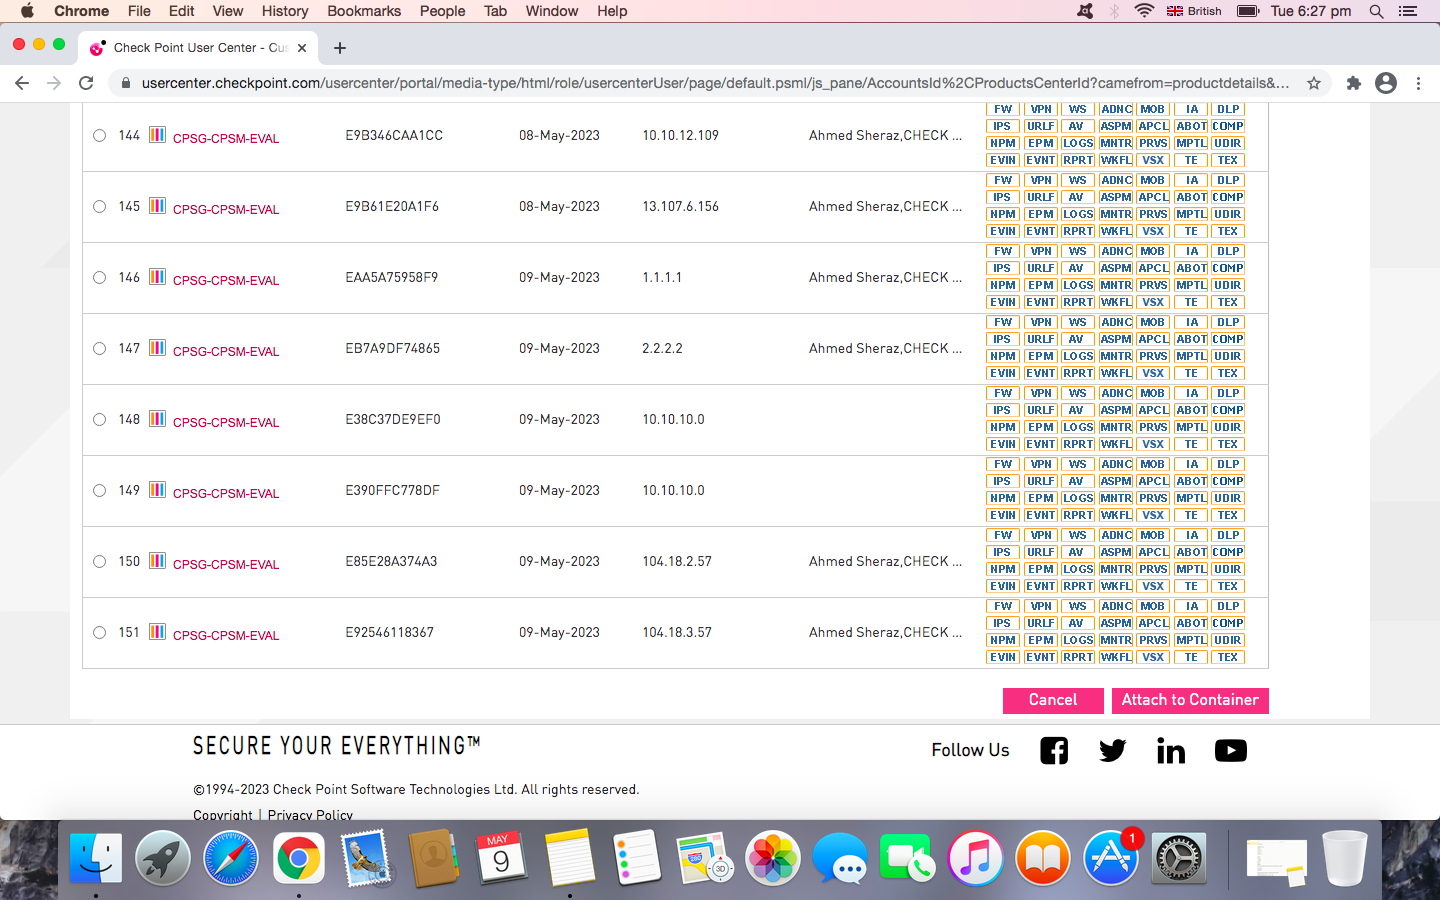 Chrome File Edit View History Bookmarks People Tab Window Help British Tue 6:27 pm
Check Point User Center - Cus
usercenter.checkpoint.com/usercenter/portal/media-type/html/role/usercenterUser/page/default.psml/js_pane/AccountsId%2CProductsCenterId?camefrom=productdetails&...
FW VPN WS ADNC MOB IA DLP
144 CPSG-CPSM-EVAL E9B346CAA1CC 08-May-2023 10.10.12.109 Ahmed Sheraz,CHECK ...
IPS URLF AV ASPM APCL ABOT COMP
NPM EPM LOGS MNTR PRVS MPTL UDIR
EVIN EVNT RPRT WKFL VSX TE TEX
FW VPN WS ADNC MOB IA DLP
145 CPSG-CPSM-EVAL E9B61E20A1F6 08-May-2023 13.107.6.156 Ahmed Sheraz,CHECK ...
IPS URLF AV ASPM APCL ABOT COMP
NPM EPM LOGS MNTR PRVS MPTL UDIR
EVIN EVNT RPRT WKFL VSX TE TEX
FW VPN WS ADNC MOB IA DLP
146 CPSG-CPSM-EVAL EAA5A75958F9 09-May-2023 1.1.1.1 Ahmed Sheraz,CHECK ...
IPS URLF AV ASPM APCL ABOT COMP
NPM EPM LOGS MNTR PRVS MPTL UDIR
EVIN EVNT RPRT WKFL VSX TE TEX
FW VPN WS ADNC MOB IA DLP
147 CPSG-CPSM-EVAL EB7A9DF74865 09-May-2023 2.2.2.2 Ahmed Sheraz,CHECK ...
IPS URLF AV ASPM APCL ABOT COMP
NPM EPM LOGS MNTR PRVS MPTL UDIR
EVIN EVNT RPRT WKFL VSX TE TEX
FW VPN WS ADNC MOB IA DLP
148 CPSG-CPSM-EVAL E38C37DE9EF0 09-May-2023 10.10.10.0
IPS URLF AV ASPM APCL ABOT COMP
NPM EPM LOGS MNTR PRVS MPTL UDIR
EVIN EVNT RPRT WKFL VSX TE TEX
FW VPN WS ADNC MOB IA DLP
149 CPSG-CPSM-EVAL E390FFC778DF 09-May-2023 10.10.10.0
IPS URLF AV ASPM APCL ABOT COMP
NPM EPM LOGS MNTR PRVS MPTL UDIR
EVIN EVNT RPRT WKFL VSX TE TEX
FW VPN WS ADNC MOB IA DLP
150 CPSG-CPSM-EVAL E85E28A374A3 09-May-2023 104.18.2.57 Ahmed Sheraz,CHECK ...
IPS URLF AV ASPM APCL ABOT COMP
NPM EPM LOGS MNTR PRVS MPTL UDIR
EVIN EVNT RPRT WKFL VSX TE TEX
FW VPN WS ADNC MOB IA DLP
151 CPSG-CPSM-EVAL E92546118367 09-May-2023 104.18.3.57 Ahmed Sheraz,CHECK ...
IPS URLF AV ASPM APCL ABOT COMP
NPM EPM LOGS MNTR PRVS MPTL UDIR
EVIN EVNT RPRT WKFL VSX TE TEX
Cancel Attach to Container
SECURE YOUR EVERYTHING™
Follow Us
©1994-2023 Check Point Software Technologies Ltd. All rights reserved.
Copyright | Privacy Policy
MAY
9
280
3D
1